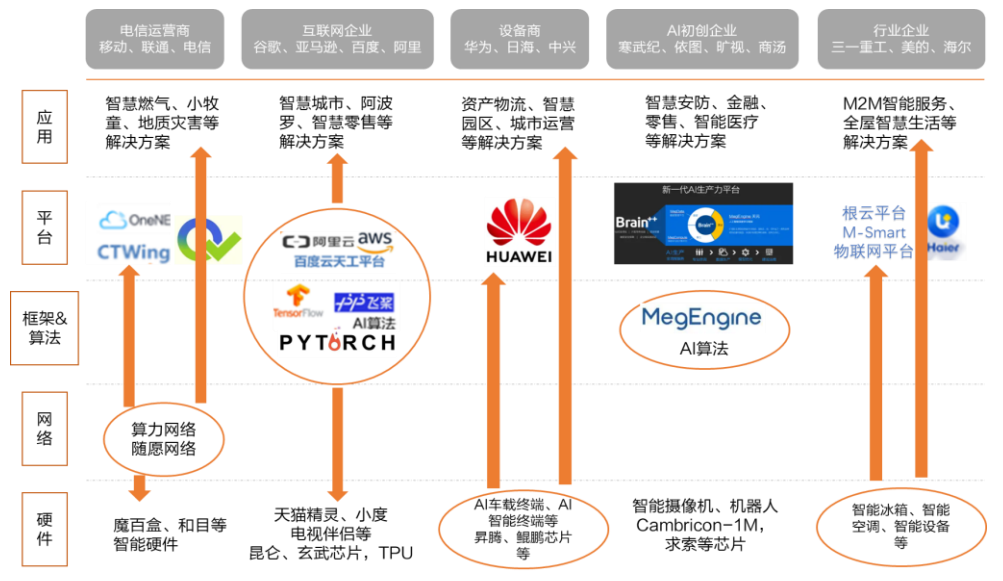 电信运营商
移动、联通、电信
互联网企业
谷歌、亚马逊、百度、阿里
设备商
华为、日海、中兴
AI初创企业
寒武纪、依图、旷视、商汤
行业企业
三一重工、美的、海尔
应用
智慧燃气、小牧
童、地质灾害等
解决方案
智慧城市、阿波
罗、智慧零售等
解决方案
资产物流、智慧
园区、城市运营
等解决方案
智慧安防、金融、
零售、智能医疗
等解决方案
M2M智能服务、
全屋智慧生活等
解决方案
平台
OneNE
CTWing
阿里云
aws
百度云天工平台
HUAWEI
新一代AI生产力平台
Brain++
根云平台
M-Smart
物联网平台
Haier
框架&
算法
TensorFlow
飞桨
AI算法
PYTORCH
MegEngine
AI算法
网络
算力网络
随愿网络
硬件
魔百盒、和目等
智能硬件
天猫精灵、小度
电视伴侣等
昆仑、玄武芯片，TPU
AI车载终端、AI
智能终端等
昇腾、鲲鹏芯片
等
智能摄像机、机器人
Cambricon-1M，
求索等芯片
智能冰箱、智能
空调、智能设备
等